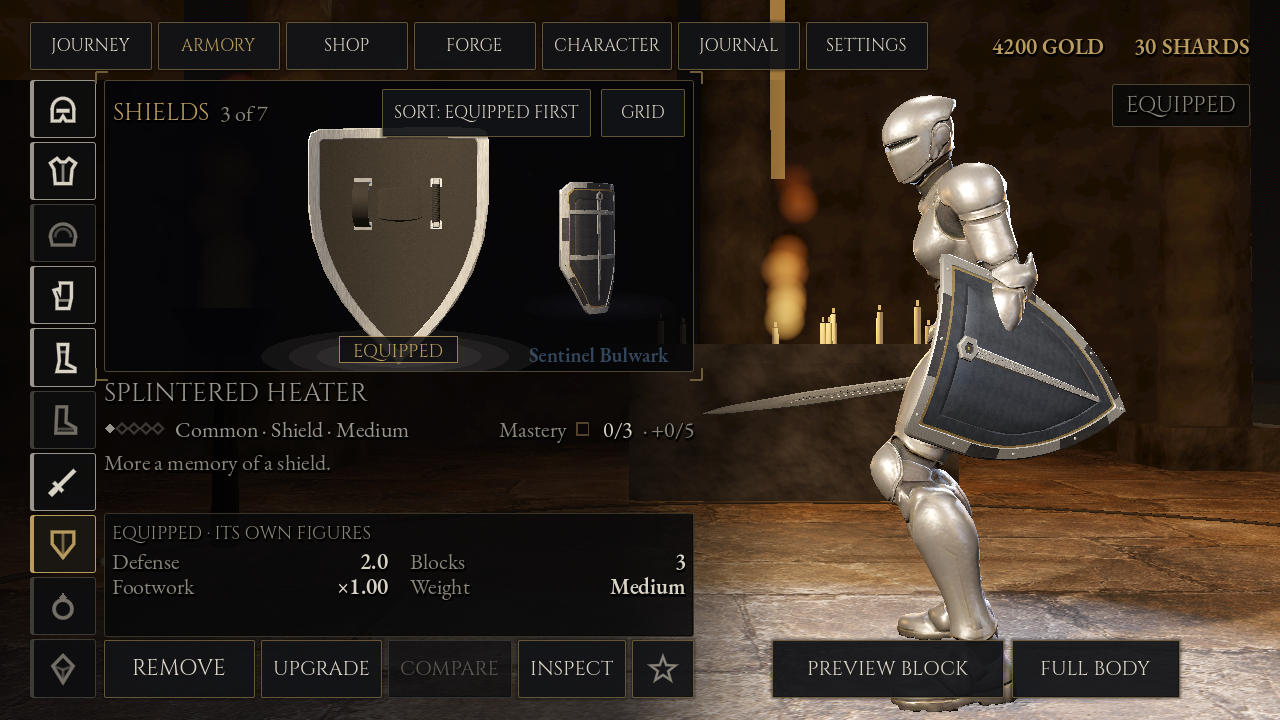 JOURNEY
ARMORY
SHOP
FORGE
CHARACTER
JOURNAL
SETTINGS
4200 GOLD
30 SHARDS
SHIELDS 3 of 7
SORT: EQUIPPED FIRST
GRID
EQUIPPED
EQUIPPED
Sentinel Bulwark
SPLINTERED HEATER
Common · Shield · Medium
Mastery 0/3 · +0/5
More a memory of a shield.
EQUIPPED · ITS OWN FIGURES
Defense 2.0 Blocks 3
Footwork ×1.00 Weight Medium
REMOVE
UPGRADE
COMPARE
INSPECT
PREVIEW BLOCK
FULL BODY